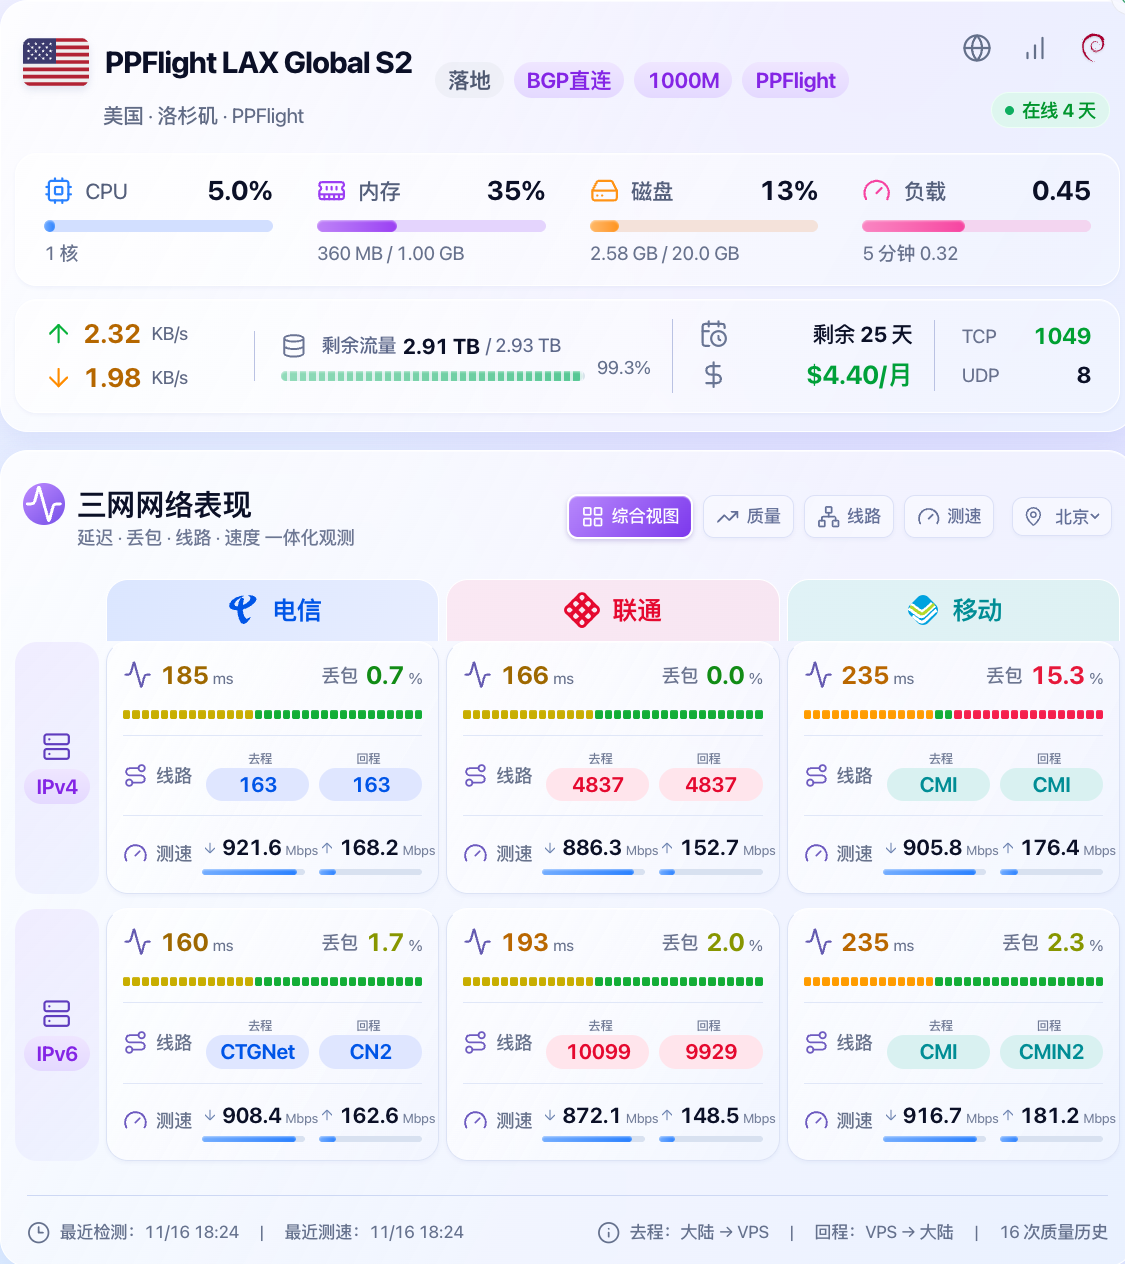 PPFlight LAX Global S2
落地 BGP直连 1000M PPFlight
美国 · 洛杉矶 · PPFlight
在线 4 天
CPU 5.0%
1 核
内存 35%
360 MB / 1.00 GB
磁盘 13%
2.58 GB / 20.0 GB
负载 0.45
5 分钟 0.32
2.32 KB/s
1.98 KB/s
剩余流量 2.91 TB / 2.93 TB
99.3%
剩余 25 天
$4.40/月
TCP 1049
UDP 8
三网网络表现
延迟 · 丢包 · 线路 · 速度 一体化观测
综合视图 质量 线路 测速 北京
电信 联通 移动
IPv4
185 ms 丢包 0.7 %
去程 回程
线路 163 163
测速 ↓ 921.6 Mbps ↑ 168.2 Mbps
166 ms 丢包 0.0 %
去程 回程
线路 4837 4837
测速 ↓ 886.3 Mbps ↑ 152.7 Mbps
235 ms 丢包 15.3 %
去程 回程
线路 CMI CMI
测速 ↓ 905.8 Mbps ↑ 176.4 Mbps
IPv6
160 ms 丢包 1.7 %
去程 回程
线路 CTGNet CN2
测速 ↓ 908.4 Mbps ↑ 162.6 Mbps
193 ms 丢包 2.0 %
去程 回程
线路 10099 9929
测速 ↓ 872.1 Mbps ↑ 148.5 Mbps
235 ms 丢包 2.3 %
去程 回程
线路 CMI CMIN2
测速 ↓ 916.7 Mbps ↑ 181.2 Mbps
最近检测：11/16 18:24 | 最近测速：11/16 18:24
去程：大陆 → VPS | 回程：VPS → 大陆 | 16 次质量历史